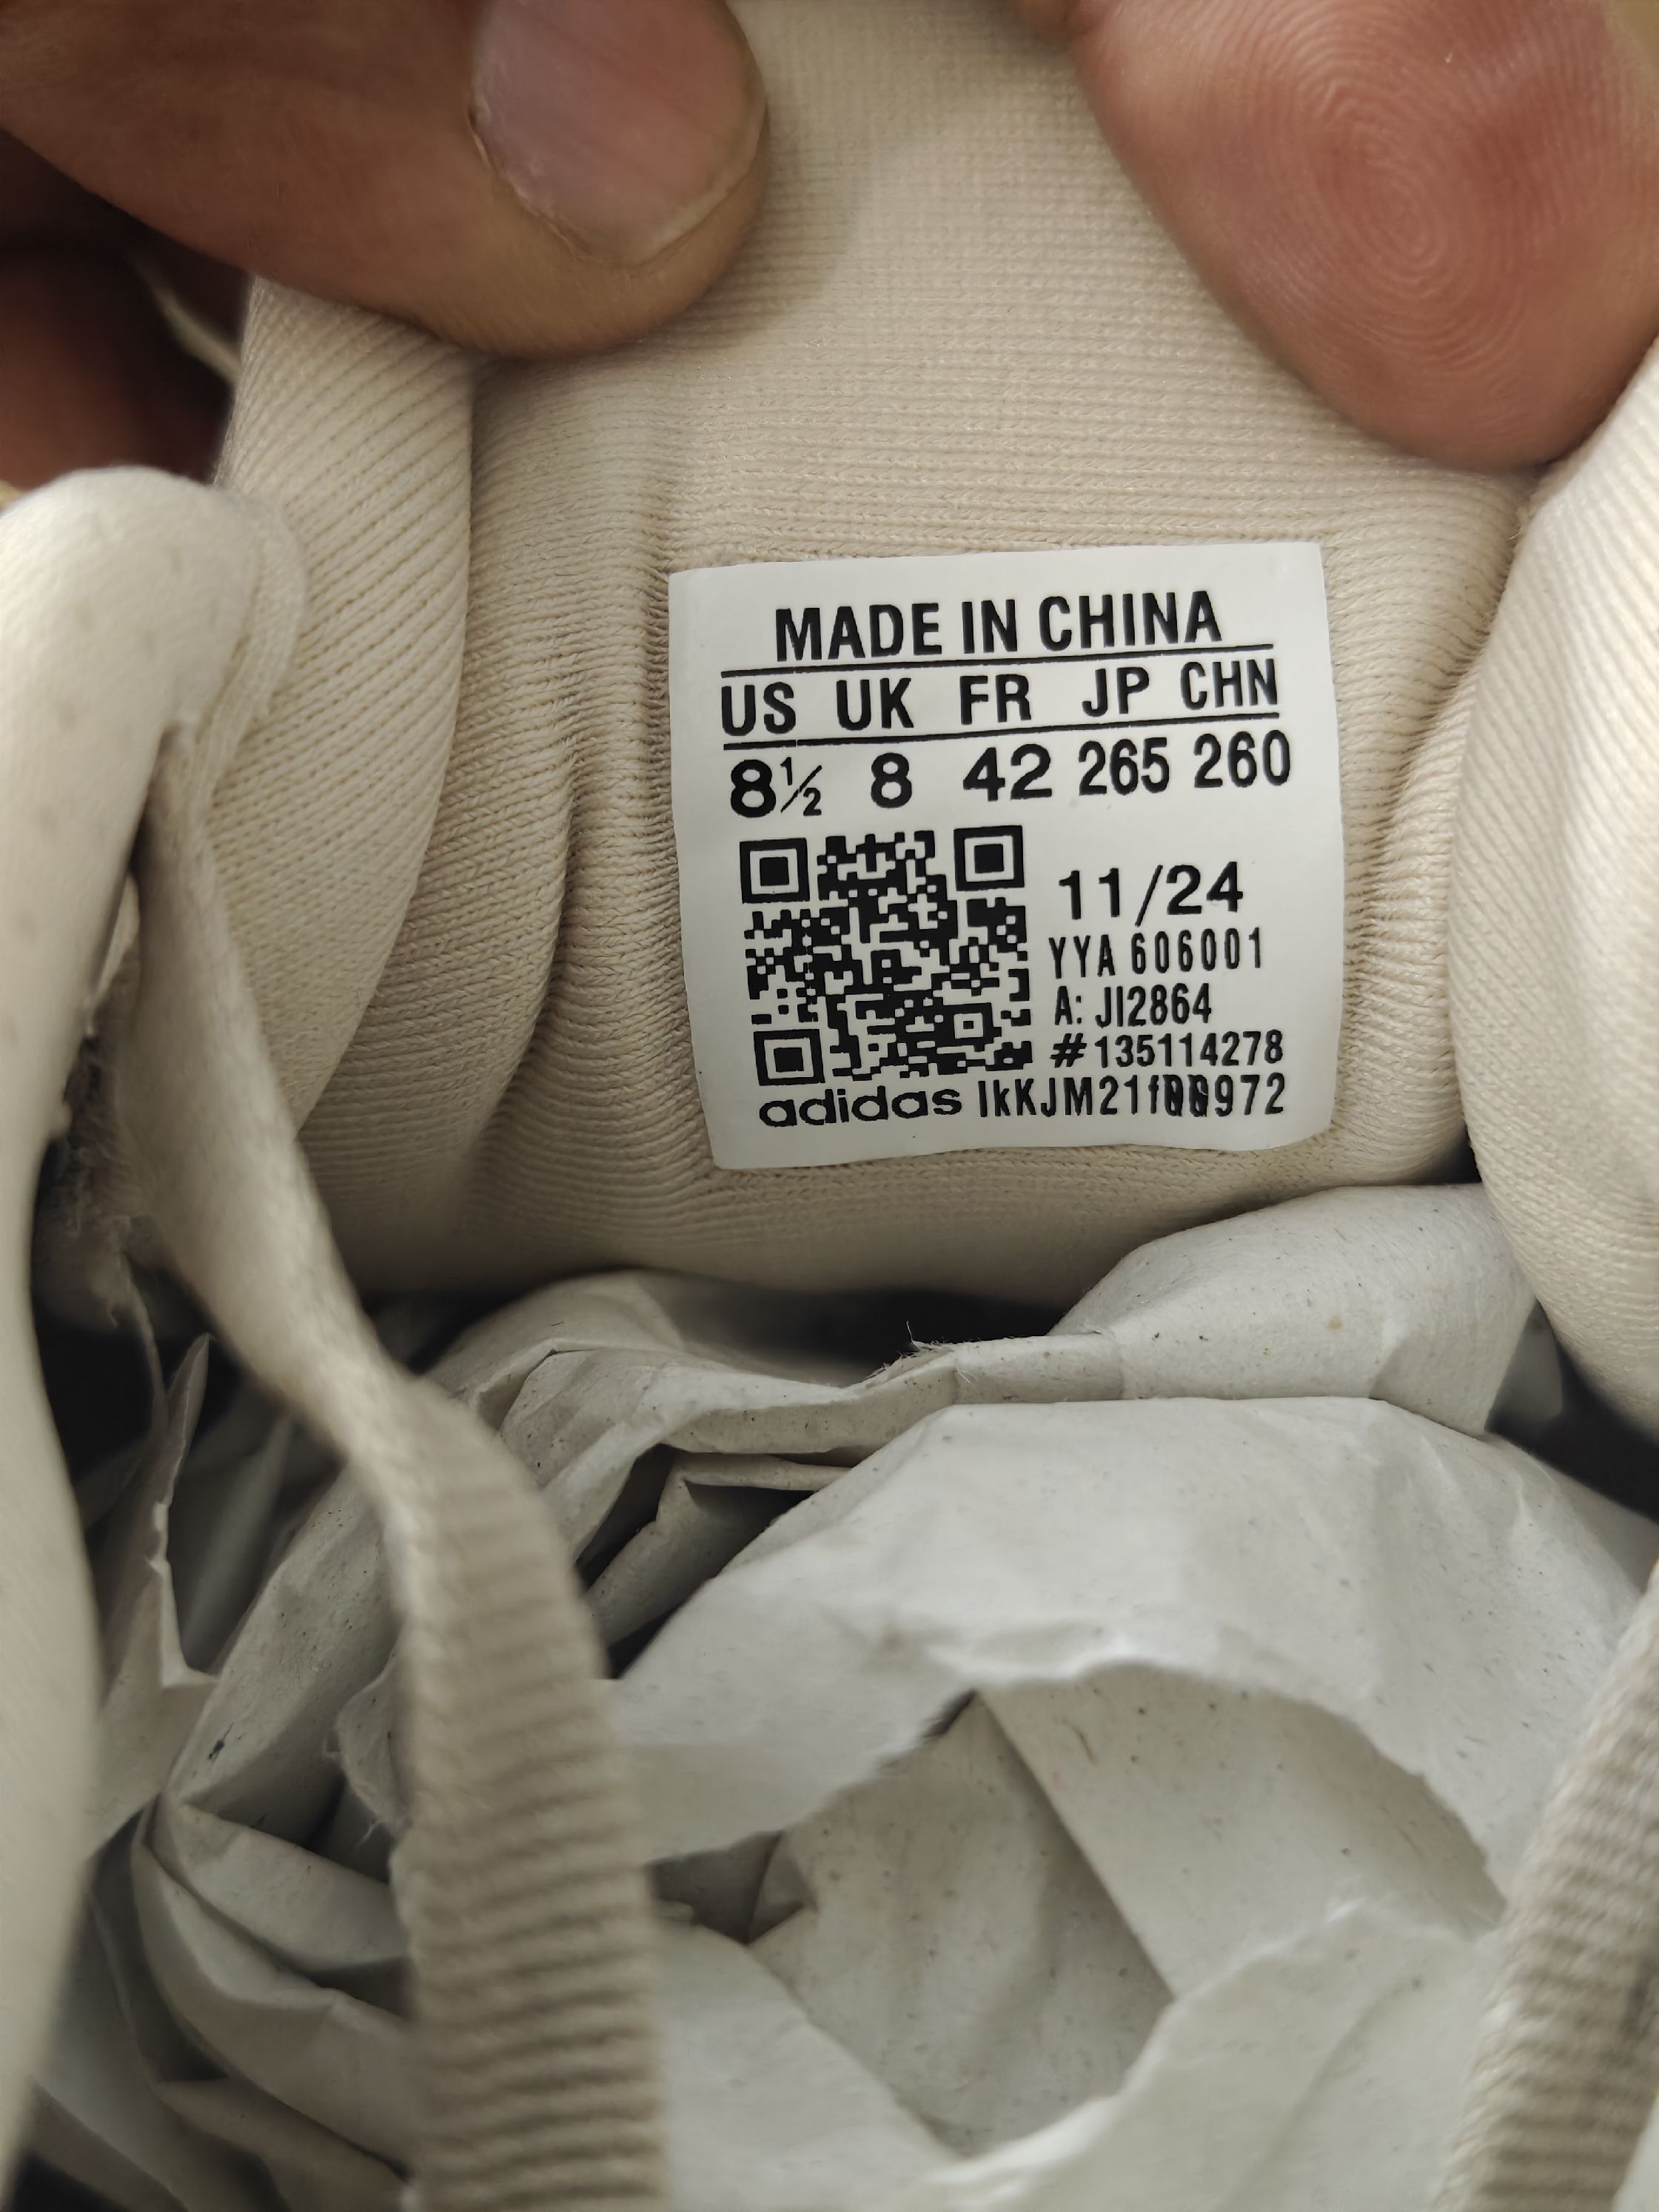 MADE IN CHINA
US UK FR JP CHN
8½ 8 42 265 260
11/24
YYA 606001
A: JI2864
#135114278
adidas